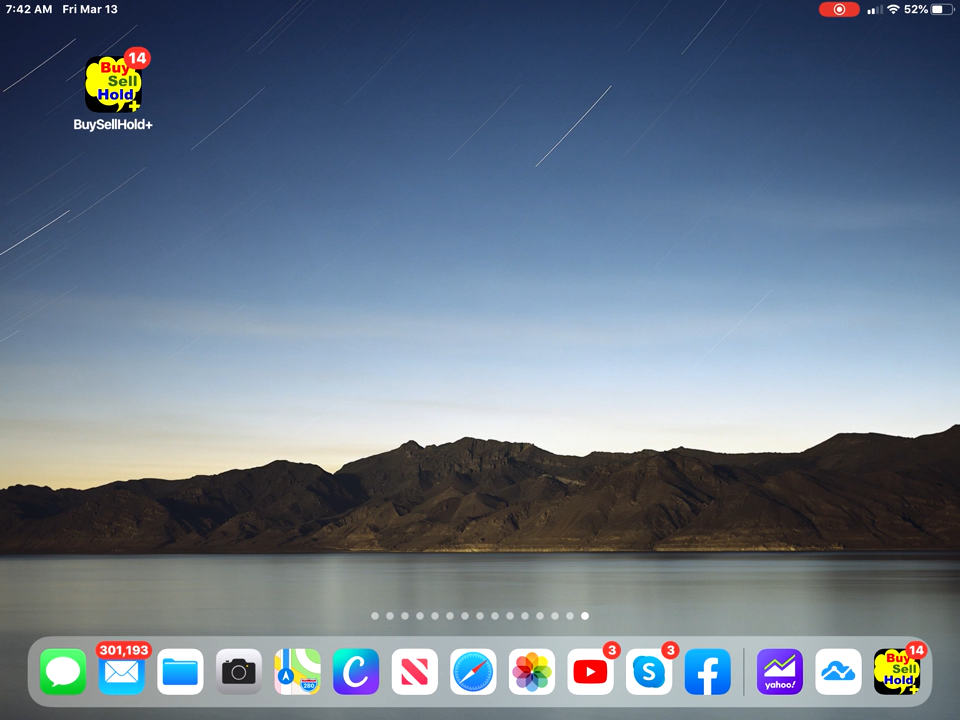 7:42 AM Fri Mar 13
52%
14
Buy
Sell
Hold
+
BuySellHold+
301,193
280
3
S
3
yahoo!
14
Buy
Sell
Hold
+